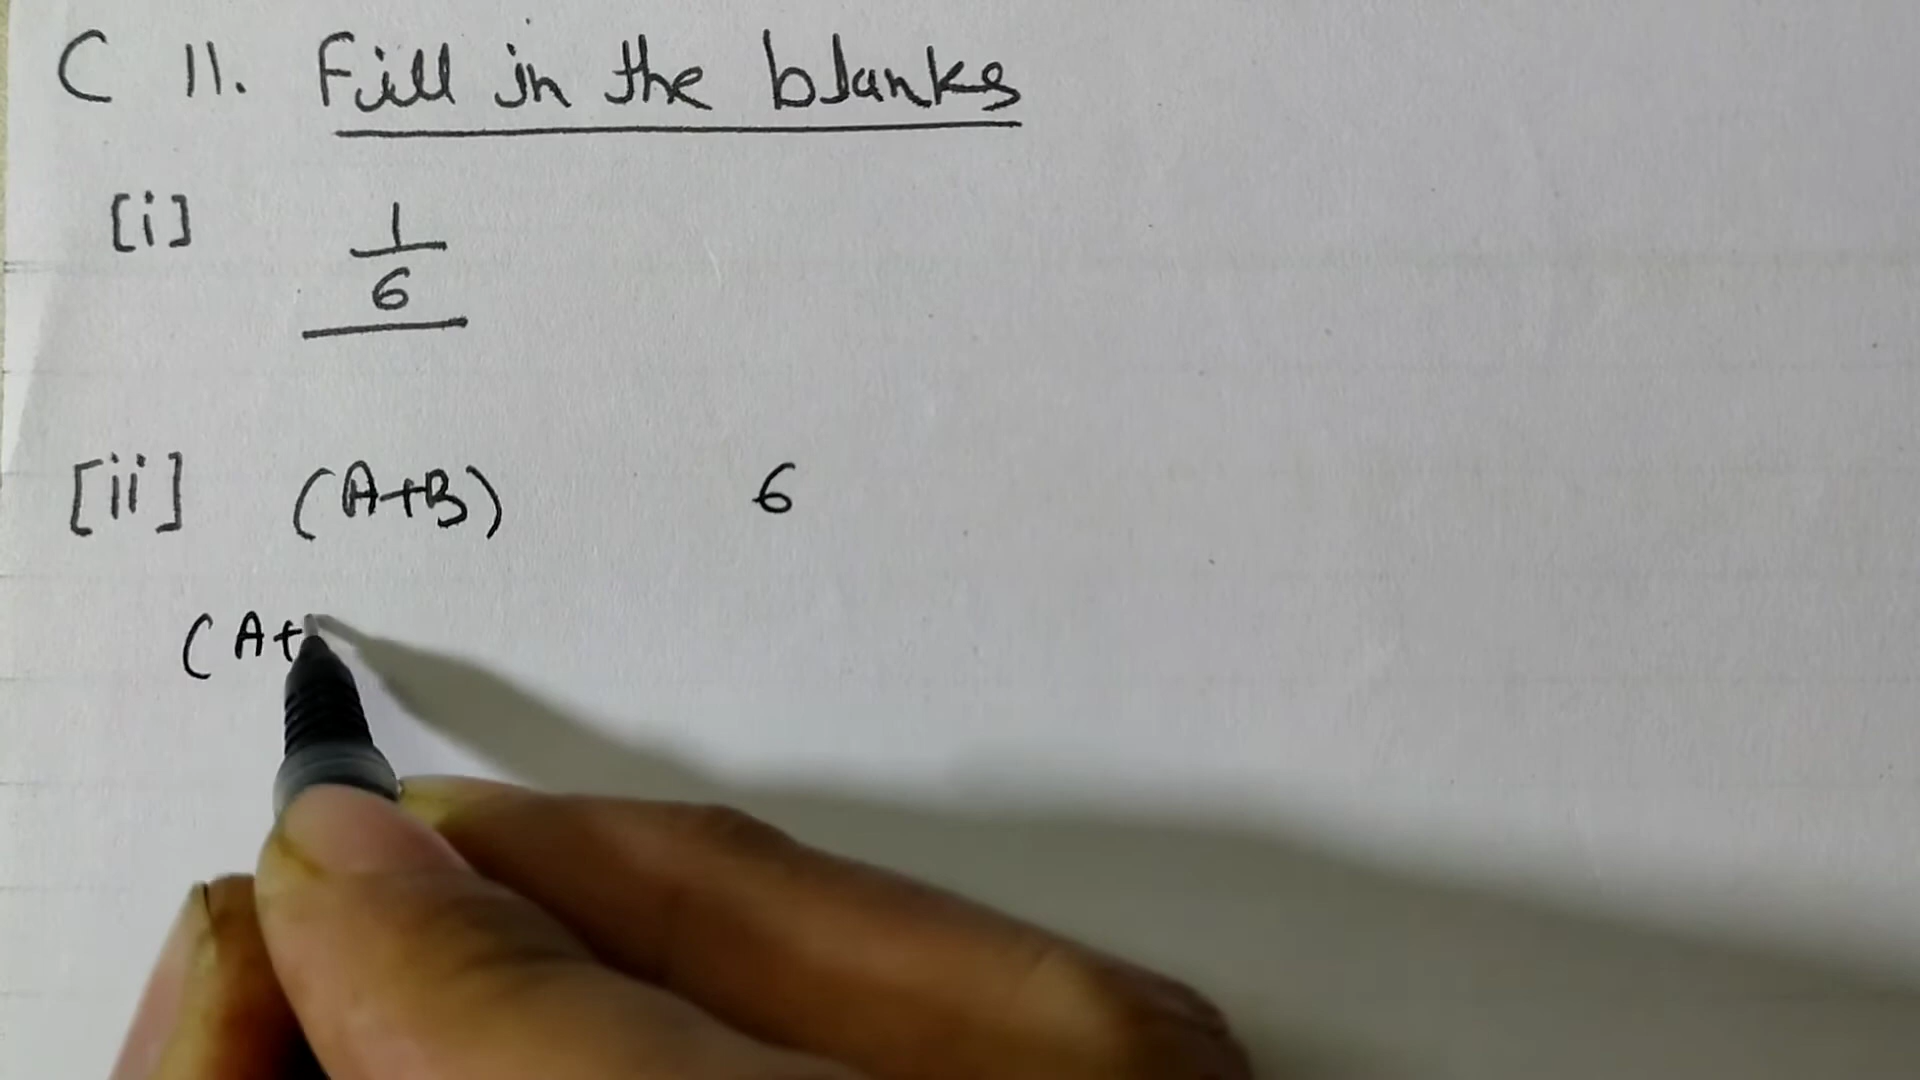 C 11. Fill in the blanks
[i] 1/6
[ii] (A+B) 6
(A+